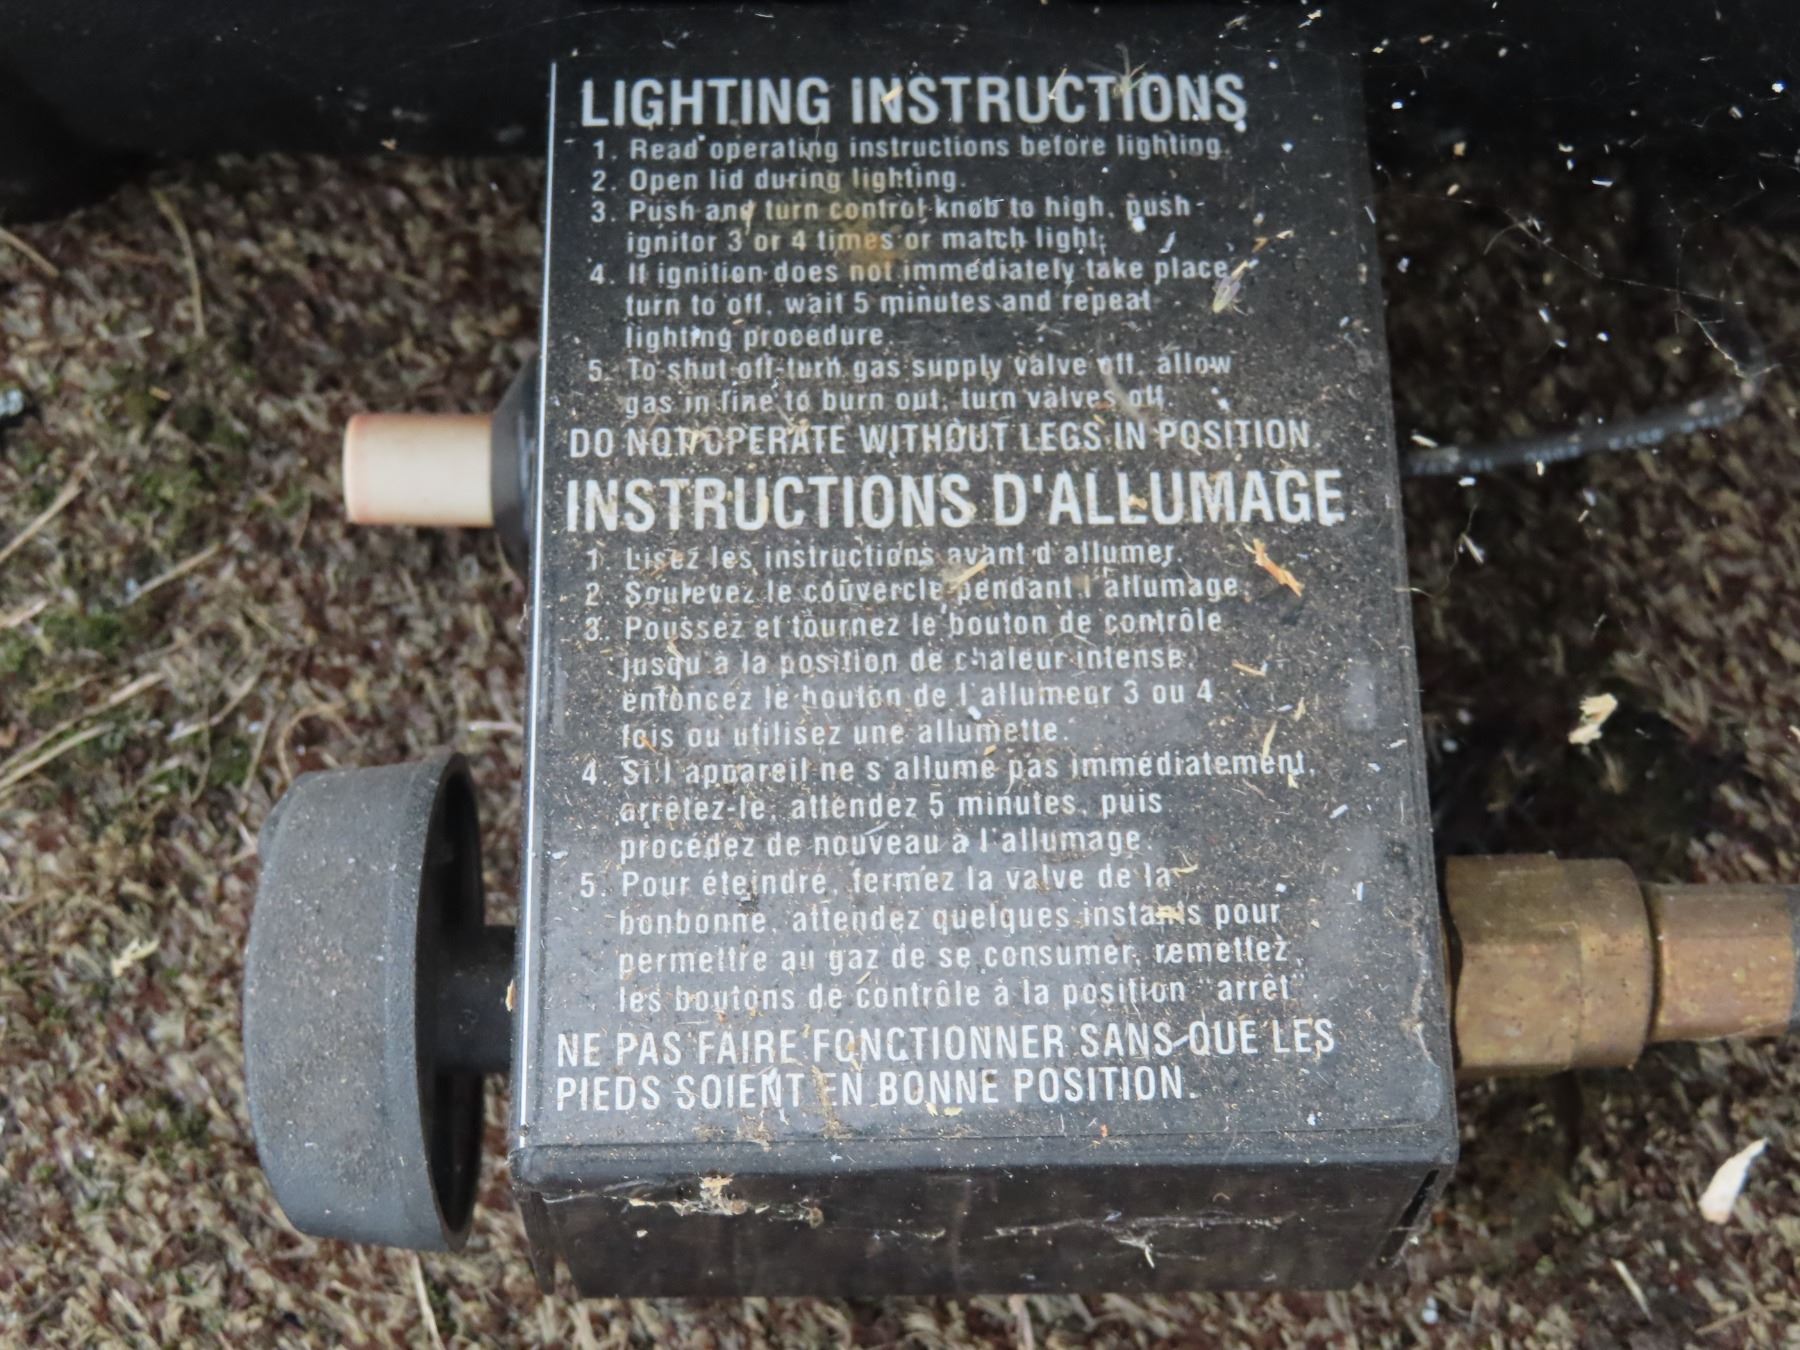 LIGHTING INSTRUCTIONS
1. Read operating instructions before lighting.
2. Open lid during lighting.
3. Push and turn control knob to high, push
ignitor 3 or 4 times or match light.
4. If ignition does not immediately take place,
turn to off, wait 5 minutes and repeat
lighting procedure.
5. To shut off-turn gas supply valve off, allow
gas in line to burn out, turn valves off.
DO NOT OPERATE WITHOUT LEGS IN POSITION.
INSTRUCTIONS D'ALLUMAGE
1. Lisez les instructions avant d'allumer.
2. Soulevez le couvercle pendant l'allumage.
3. Poussez et tournez le bouton de contrôle
jusqu'à la position de chaleur intense,
enfoncez le bouton de l'allumeur 3 ou 4
fois ou utilisez une allumette.
4. Si l'appareil ne s'allume pas immédiatement,
arrêtez-le, attendez 5 minutes, puis
procédez de nouveau à l'allumage.
5. Pour éteindre, fermez la valve de la
bonbonne, attendez quelques instants pour
permettre au gaz de se consumer, remettez
les boutons de contrôle à la position "arrêt".
NE PAS FAIRE FONCTIONNER SANS QUE LES
PIEDS SOIENT EN BONNE POSITION.